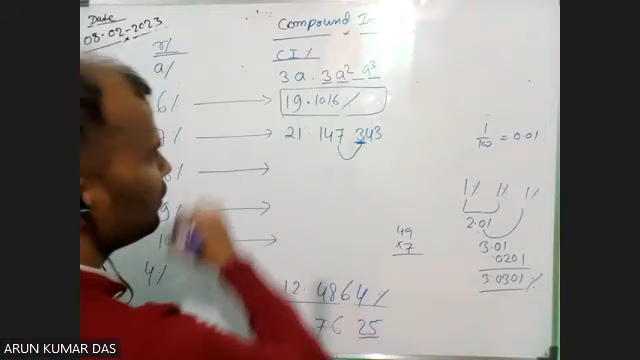 Date
08-02-2023
r%
a%
6%
7%
9%
4%
Compound
CI%
3a . 3a² a³
19.1016%
21.147 343
12.4864%
76 25
49
×7
1/100 = 0.01
1% 1% 1%
2.01
3.01
.0201
3.0301%
ARUN KUMAR DAS